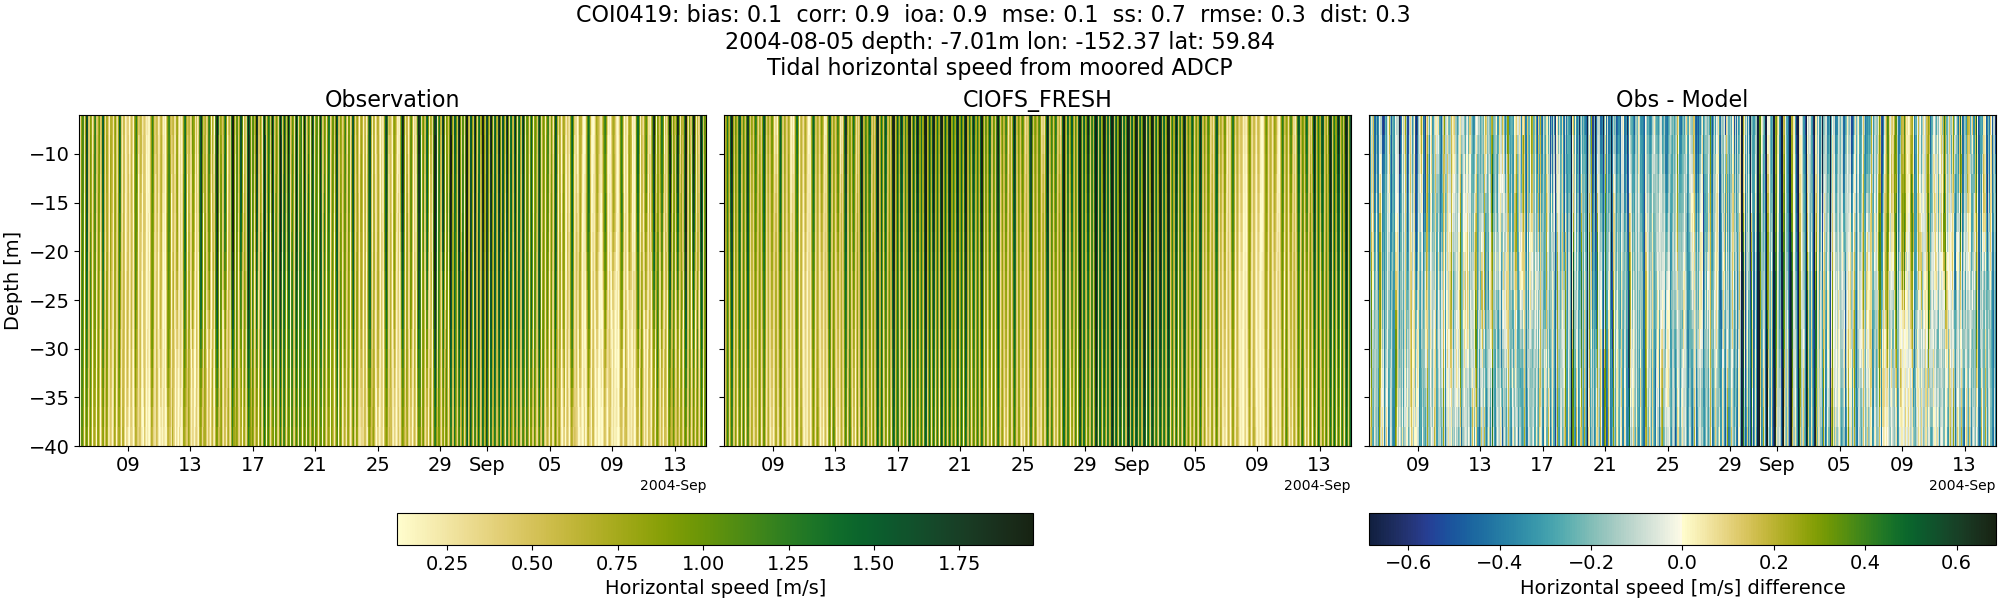 COI0419: bias: 0.1  corr: 0.9  ioa: 0.9  mse: 0.1  ss: 0.7  rmse: 0.3  dist: 0.3
2004-08-05 depth: -7.01m lon: -152.37 lat: 59.84
Tidal horizontal speed from moored ADCP
Observation
CIOFS_FRESH
Obs - Model
Depth [m]
−10
−15
−20
−25
−30
−35
−40
09 13 17 21 25 29 Sep 05 09 13
2004-Sep
09 13 17 21 25 29 Sep 05 09 13
2004-Sep
09 13 17 21 25 29 Sep 05 09 13
2004-Sep
0.25 0.50 0.75 1.00 1.25 1.50 1.75
Horizontal speed [m/s]
−0.6 −0.4 −0.2 0.0 0.2 0.4 0.6
Horizontal speed [m/s] difference